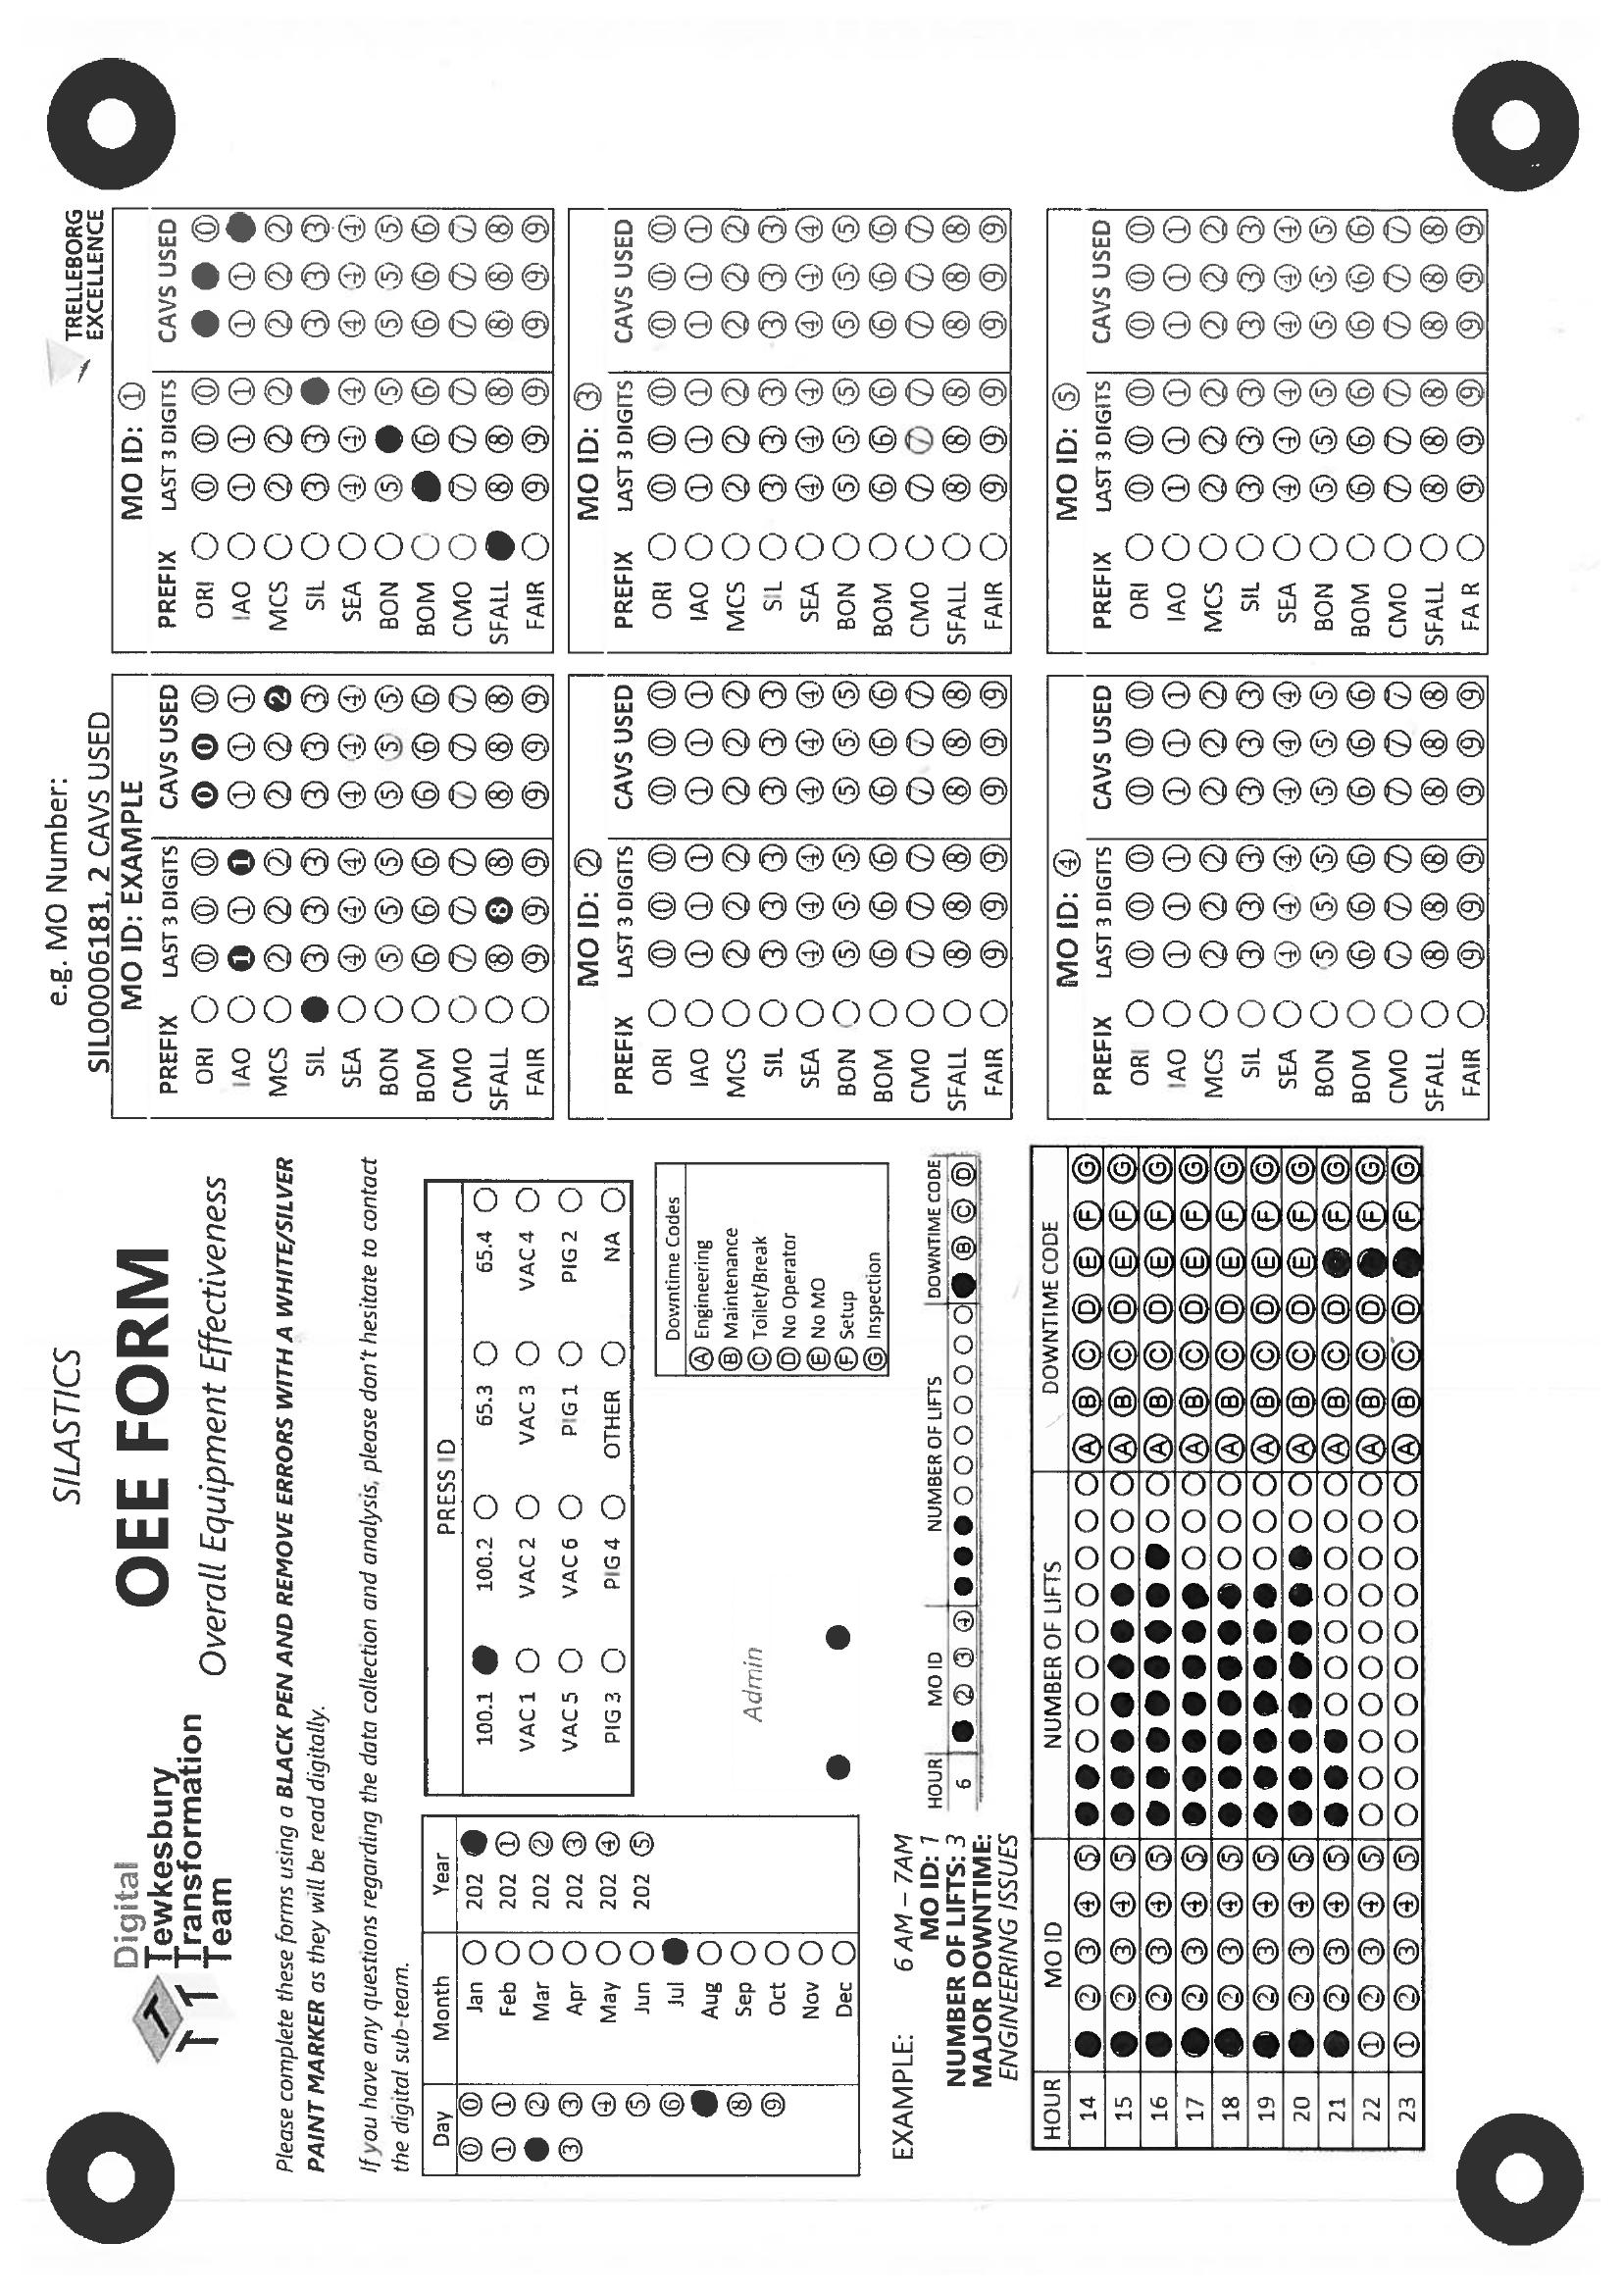 SILASTICS
Digital
Tewkesbury
Transformation
Team
T
T T
OEE FORM
Overall Equipment Effectiveness
Please complete these forms using a BLACK PEN AND REMOVE ERRORS WITH A WHITE/SILVER
PAINT MARKER as they will be read digitally.
If you have any questions regarding the data collection and analysis, please don't hesitate to contact
the digital sub-team.
Day Month Year
0 0 Jan 202
1 1 Feb 202 1
2 Mar 202 2
3 3 Apr 202 3
4 May 202 4
5 Jun 202 5
6 Jul
Aug
8 Sep
9 Oct
Nov
Dec
PRESS ID
100.1 100.2 65.3 65.4
VAC 1 VAC 2 VAC 3 VAC 4
VAC 5 VAC 6 PIG 1 PIG 2
PIG 3 PIG 4 OTHER NA
Admin
Downtime Codes
A Engineering
B Maintenance
C Toilet/Break
D No Operator
E No MO
F Setup
G Inspection
EXAMPLE: 6 AM – 7AM
MO ID: 1
NUMBER OF LIFTS: 3
MAJOR DOWNTIME:
ENGINEERING ISSUES
HOUR MO ID NUMBER OF LIFTS DOWNTIME CODE
6 2 3 4 B C D
HOUR MO ID NUMBER OF LIFTS DOWNTIME CODE
14 2 3 4 5 A B C D E F G
15 2 3 4 5 A B C D E F G
16 2 3 4 5 A B C D E F G
17 2 3 4 5 A B C D E F G
18 2 3 4 5 A B C D E F G
19 2 3 4 5 A B C D E F G
20 2 3 4 5 A B C D E F G
21 2 3 4 5 A B C D F G
22 1 2 3 4 5 A B C D F G
23 1 2 3 4 5 A B C D F G
e.g. MO Number:
SIL00006181, 2 CAVS USED
TRELLEBORG
EXCELLENCE
MO ID: EXAMPLE
PREFIX LAST 3 DIGITS CAVS USED
ORI 0 0 0 0 0 0
IAO 1 1 1 1 1 1
MCS 2 2 2 2 2 2
SIL 3 3 3 3 3 3
SEA 4 4 4 4 4 4
BON 5 5 5 5 5 5
BOM 6 6 6 6 6 6
CMO 7 7 7 7 7 7
SFALL 8 8 8 8 8 8
FAIR 9 9 9 9 9 9
MO ID: 1
PREFIX LAST 3 DIGITS CAVS USED
ORI 0 0 0 0
IAO 1 1 1 1 1
MCS 2 2 2 2 2 2
SIL 3 3 3 3 3
SEA 4 4 4 4 4 4
BON 5 5 5 5 5
BOM 6 6 6 6 6
CMO 7 7 7 7 7 7
SFALL 8 8 8 8 8 8
FAIR 9 9 9 9 9 9
MO ID: 2
PREFIX LAST 3 DIGITS CAVS USED
ORI 0 0 0 0 0 0
IAO 1 1 1 1 1 1
MCS 2 2 2 2 2 2
SIL 3 3 3 3 3 3
SEA 4 4 4 4 4 4
BON 5 5 5 5 5 5
BOM 6 6 6 6 6 6
CMO 7 7 7 7 7 7
SFALL 8 8 8 8 8 8
FAIR 9 9 9 9 9 9
MO ID: 3
PREFIX LAST 3 DIGITS CAVS USED
ORI 0 0 0 0 0 0
IAO 1 1 1 1 1 1
MCS 2 2 2 2 2 2
SIL 3 3 3 3 3 3
SEA 4 4 4 4 4 4
BON 5 5 5 5 5 5
BOM 6 6 6 6 6 6
CMO 7 7 7 7 7 7
SFALL 8 8 8 8 8 8
FAIR 9 9 9 9 9 9
MO ID: 4
PREFIX LAST 3 DIGITS CAVS USED
ORI 0 0 0 0 0 0
IAO 1 1 1 1 1 1
MCS 2 2 2 2 2 2
SIL 3 3 3 3 3 3
SEA 4 4 4 4 4 4
BON 5 5 5 5 5 5
BOM 6 6 6 6 6 6
CMO 7 7 7 7 7 7
SFALL 8 8 8 8 8 8
FAIR 9 9 9 9 9 9
MO ID: 5
PREFIX LAST 3 DIGITS CAVS USED
ORI 0 0 0 0 0 0
IAO 1 1 1 1 1 1
MCS 2 2 2 2 2 2
SIL 3 3 3 3 3 3
SEA 4 4 4 4 4 4
BON 5 5 5 5 5 5
BOM 6 6 6 6 6 6
CMO 7 7 7 7 7 7
SFALL 8 8 8 8 8 8
FA R 9 9 9 9 9 9